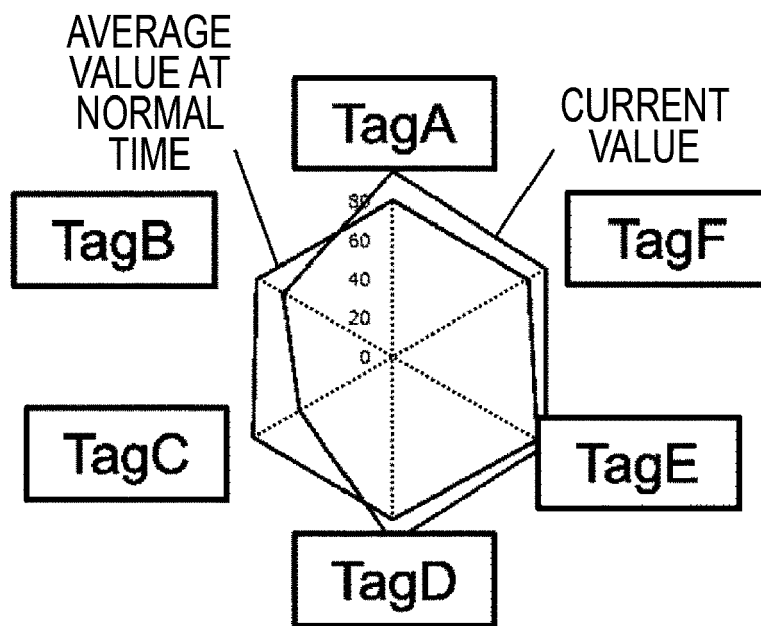 AVERAGE
VALUE AT
NORMAL
TIME
TagA
CURRENT
VALUE
TagB
TagF
80
60
40
20
0
TagC
TagE
TagD